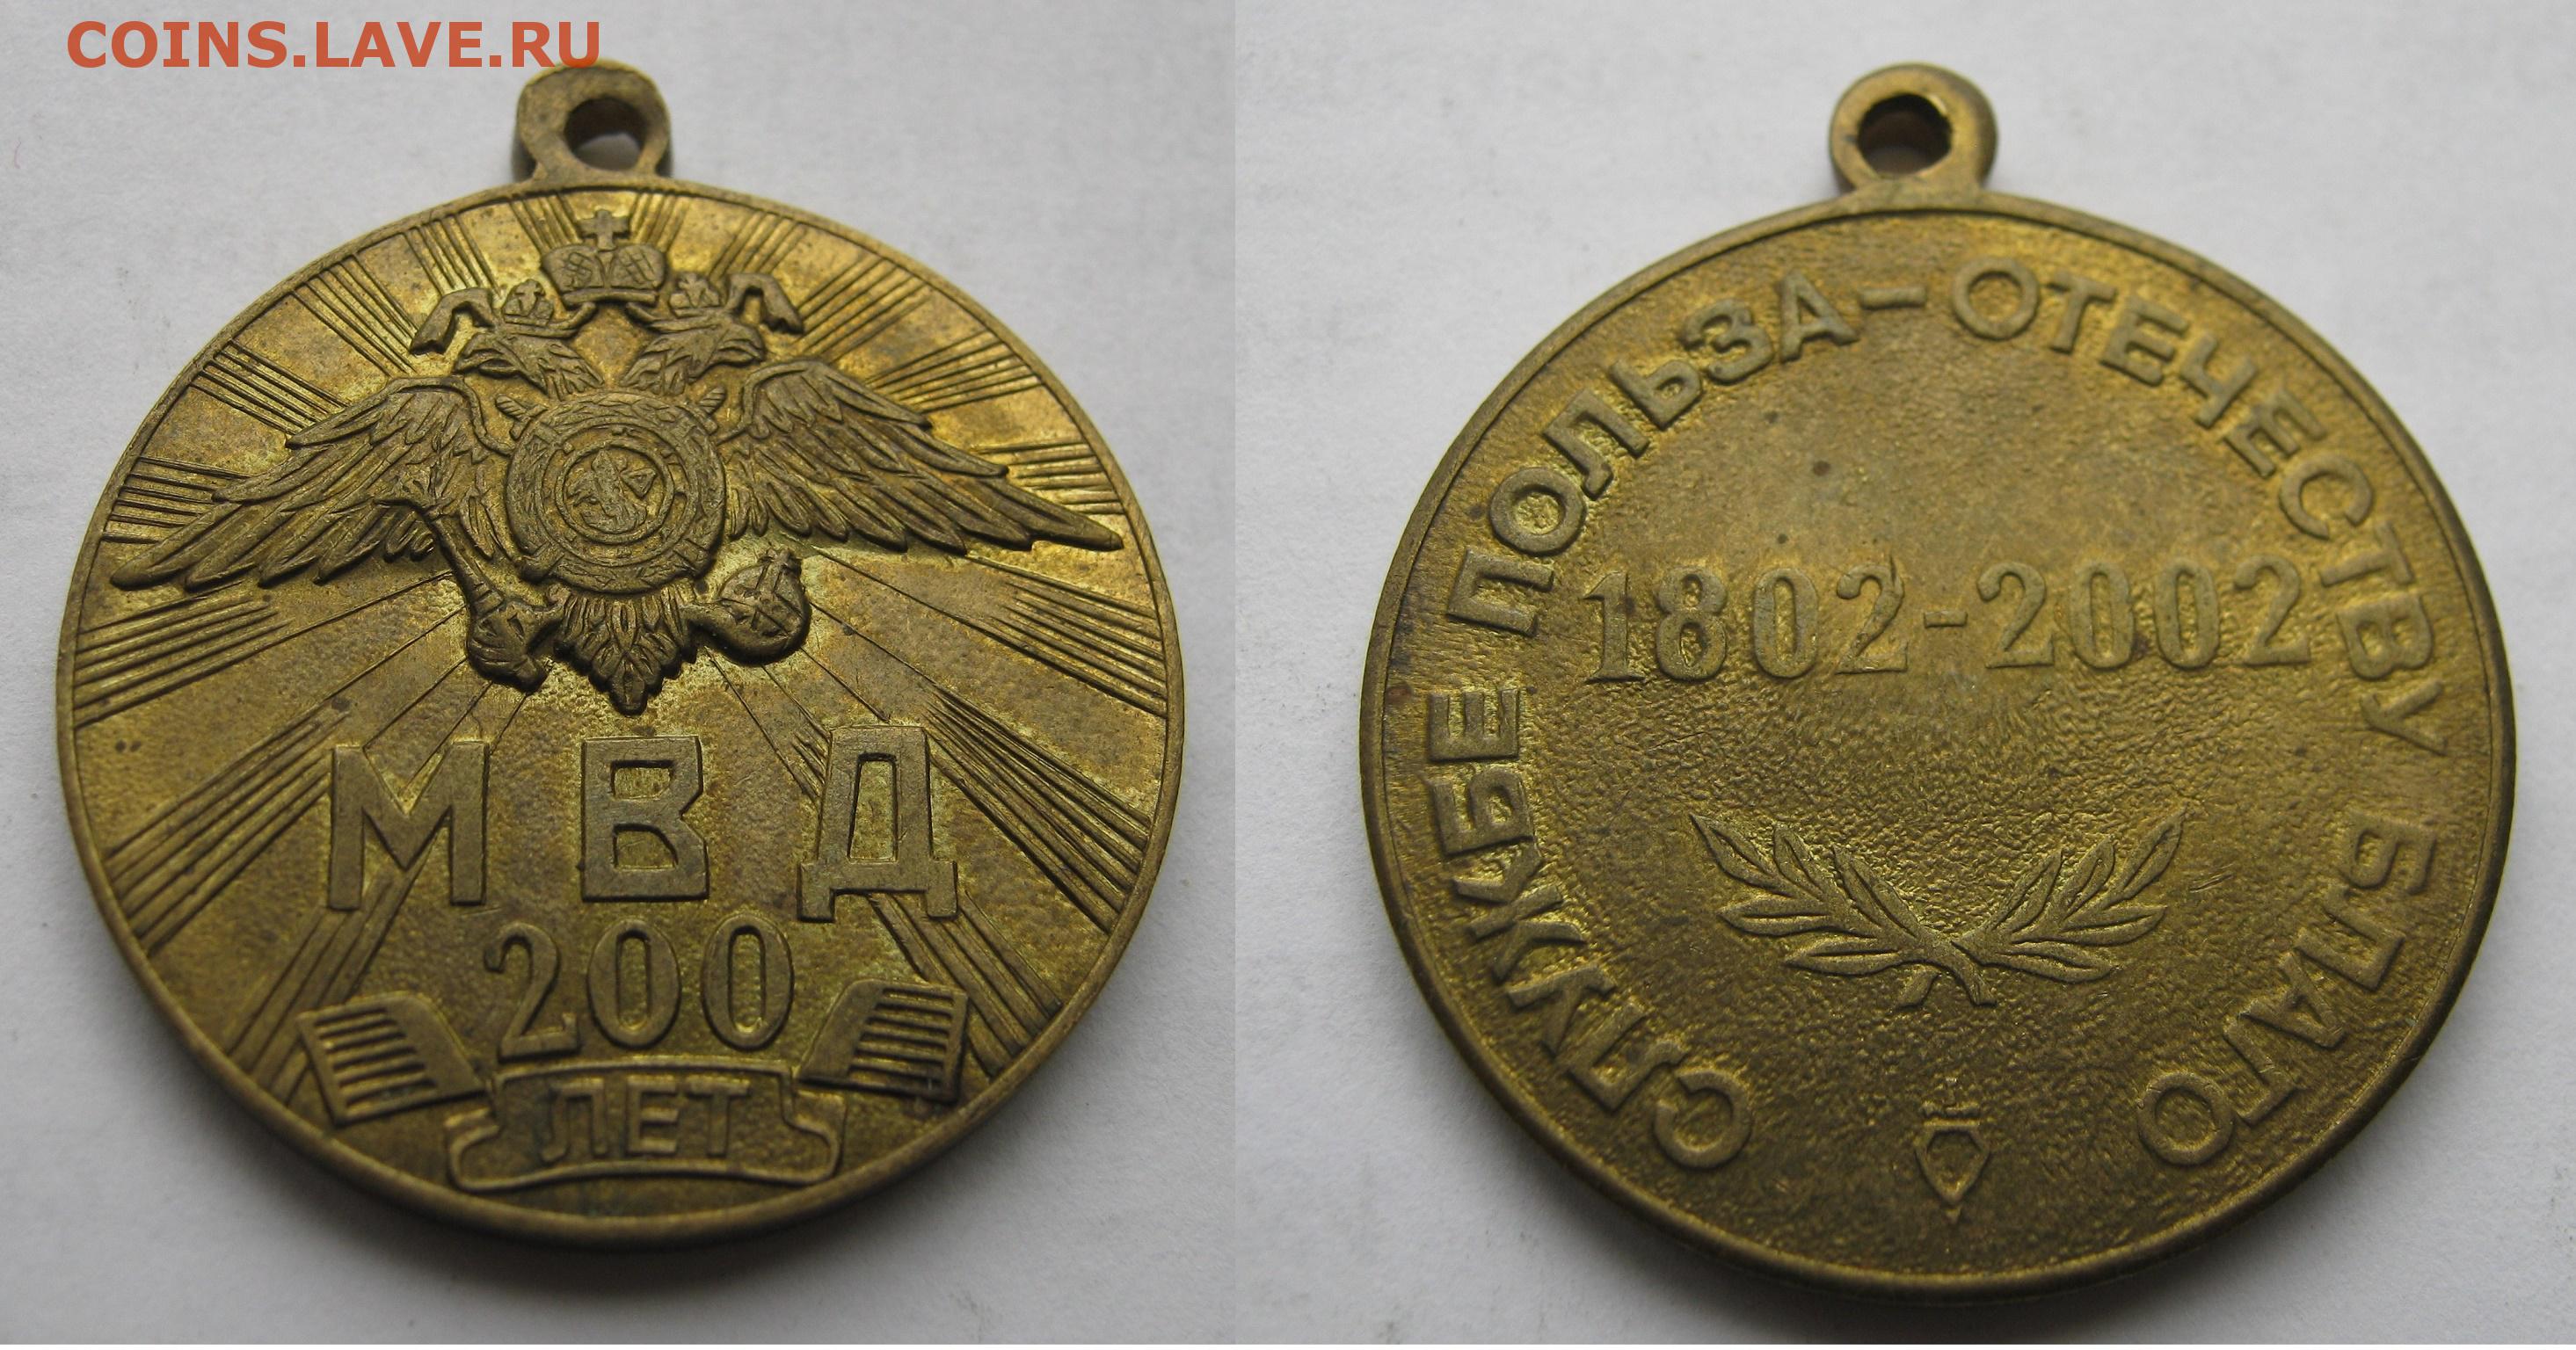 COINS.LAVE.RU
МВД
200
ЛЕТ
СЛУЖБЕ ПОЛЬЗА-ОТЕЧЕСТВУ БЛАГО
1802-2002